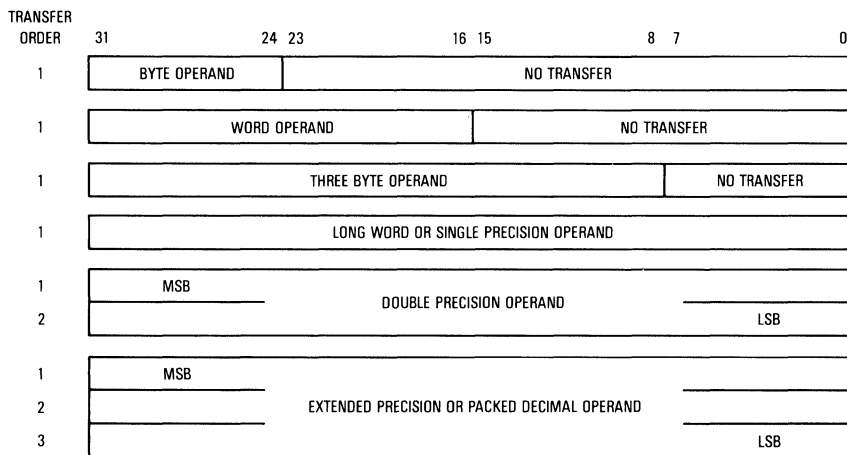 TRANSFER
ORDER 31 24 23 16 15 8 7 0
1 BYTE OPERAND NO TRANSFER
1 WORD OPERAND NO TRANSFER
1 THREE BYTE OPERAND NO TRANSFER
1 LONG WORD OR SINGLE PRECISION OPERAND
1 MSB
DOUBLE PRECISION OPERAND
2 LSB
1 MSB
2 EXTENDED PRECISION OR PACKED DECIMAL OPERAND
3 LSB